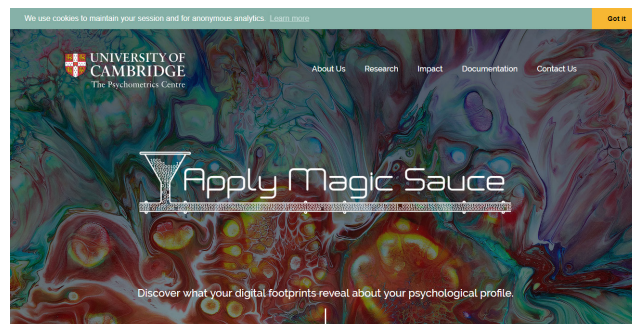 We use cookies to maintain your session and for anonymous analytics. Learn more
Got it
UNIVERSITY OF
CAMBRIDGE
The Psychometrics Centre
About Us Research Impact Documentation Contact Us
Apply Magic Sauce
Discover what your digital footprints reveal about your psychological profile.